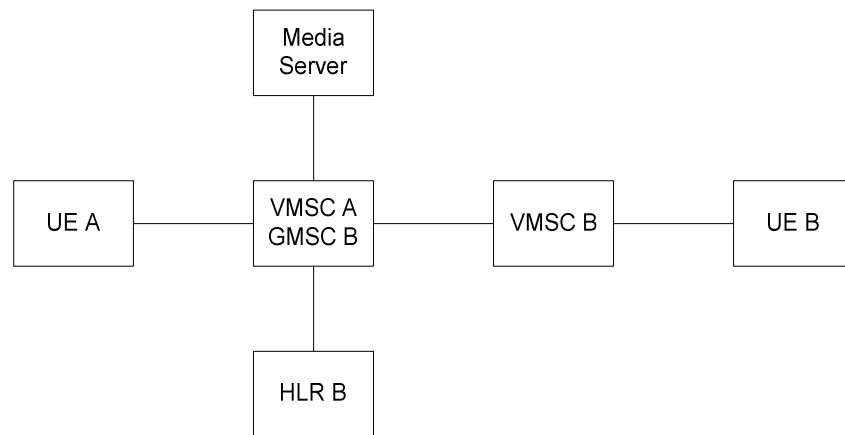 Media
Server
UE A
VMSC A
GMSC B
VMSC B
UE B
HLR B